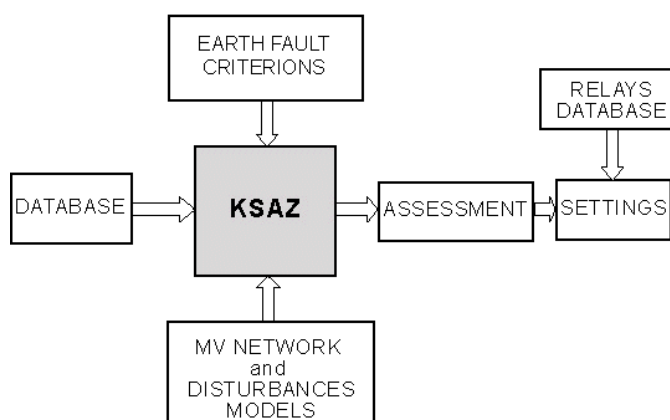 EARTH FAULT
CRITERIONS
RELAYS
DATABASE
DATABASE
KSAZ
ASSESSMENT
SETTINGS
MV NETWORK
and
DISTURBANCES
MODELS